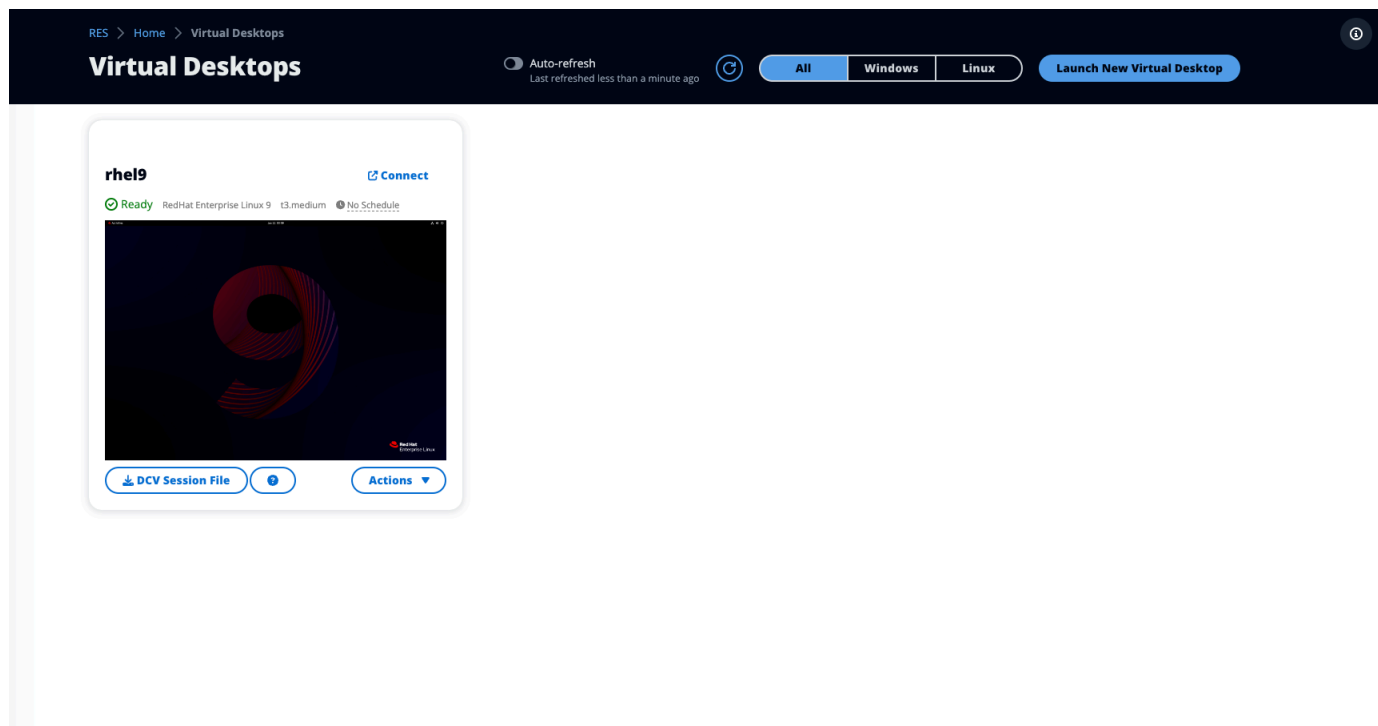 RES > Home > Virtual Desktops
Virtual Desktops
Auto-refresh
Last refreshed less than a minute ago
All Windows Linux
Launch New Virtual Desktop
rhel9
Connect
Ready RedHat Enterprise Linux 9 t3.medium No Schedule
Red Hat
Enterprise Linux
DCV Session File
Actions